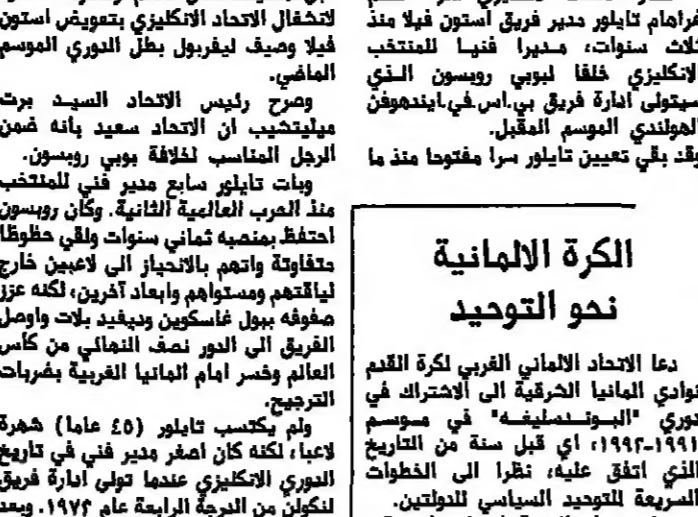 غراهام تايلور مدير فريق استون فيلا منذ
ثلاث سنوات، مديرا فنيا للمنتخب
الانكليزي خلفا لبوبي روبسون الذي
سيتولى ادارة فريق بي.اس.في.ايندهوفن
الهولندي الموسم المقبل.
وقد بقي تعيين تايلور سرا مفتوحا منذ ما
لانشغال الاتحاد الانكليزي بتعويض استون
فيلا وصيف ليفربول بطل الدوري الموسم
الماضي.
وصرح رئيس الاتحاد السيد برت
ميليتشيب ان الاتحاد سعيد بأنه ضمن
الرجل المناسب لخلافة بوبي روبسون.
وبات تايلور سابع مدير فني للمنتخب
منذ الحرب العالمية الثانية. وكان روبسون
احتفظ بمنصبه ثماني سنوات ولقي حظوظا
متفاوتة واتهم بالانحياز الى لاعبين خارج
لياقتهم ومستواهم وابعاد آخرين، لكنه عزز
صفوفه ببول غاسكوين وديفيد بلات واوصل
الفريق الى الدور نصف النهائي من كأس
العالم وخسر امام المانيا الغربية بضربات
الترجيح.
ولم يكتسب تايلور (٤٥ عاما) شهرة
لاعبا، لكنه كان اصغر مدير فني في تاريخ
الدوري الانكليزي عندما تولى ادارة فريق
لنكولن من الدرجة الرابعة عام ١٩٧٢. وبعد
الكرة الالمانية
نحو التوحيد
دعا الاتحاد الالماني الغربي لكرة القدم
نوادي المانيا الشرقية الى الاشتراك في
دوري "البوندسليغه" في موسم
١٩٩١-١٩٩٢، اي قبل سنة من التاريخ
الذي اتفق عليه، نظرا الى الخطوات
السريعة للتوحيد السياسي للدولتين.